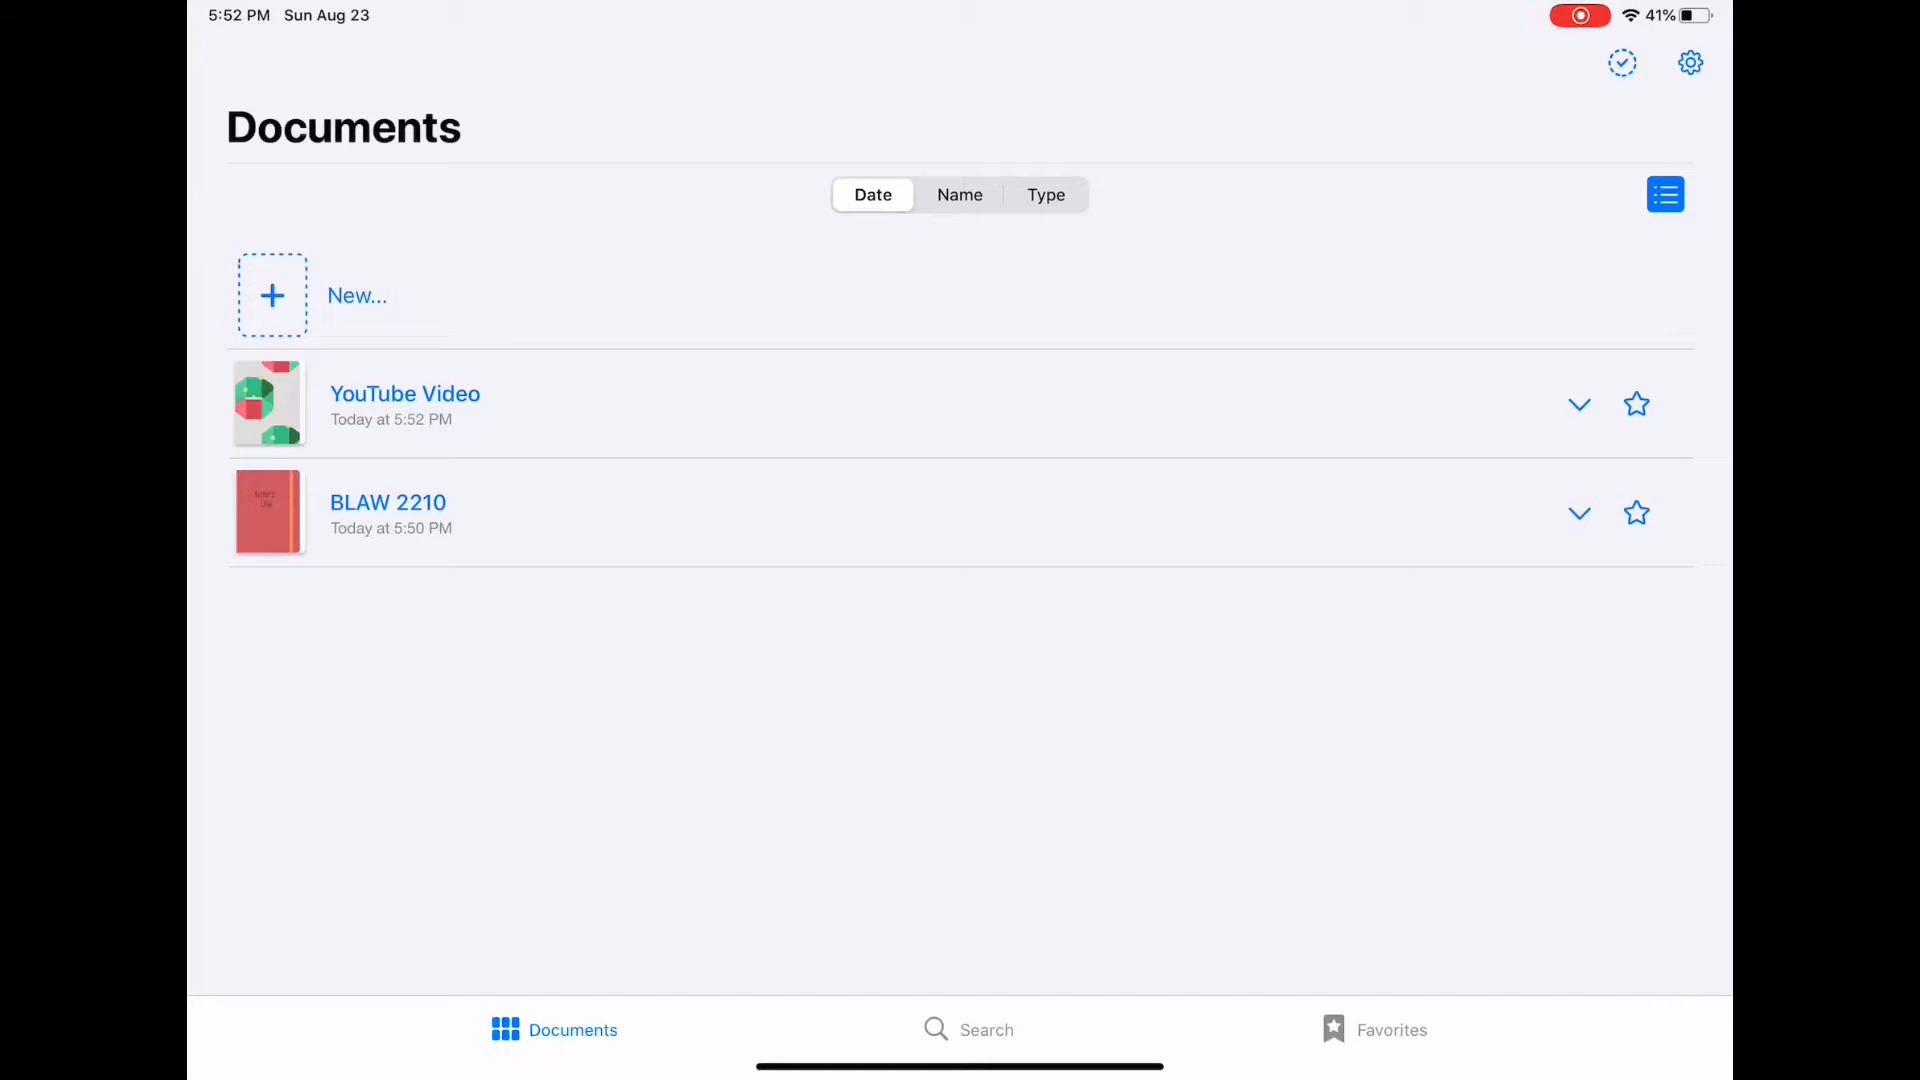 5:52 PM Sun Aug 23
41%
Documents
Date Name Type
New...
YouTube Video
Today at 5:52 PM
BLAW 2210
Today at 5:50 PM
Documents Search Favorites